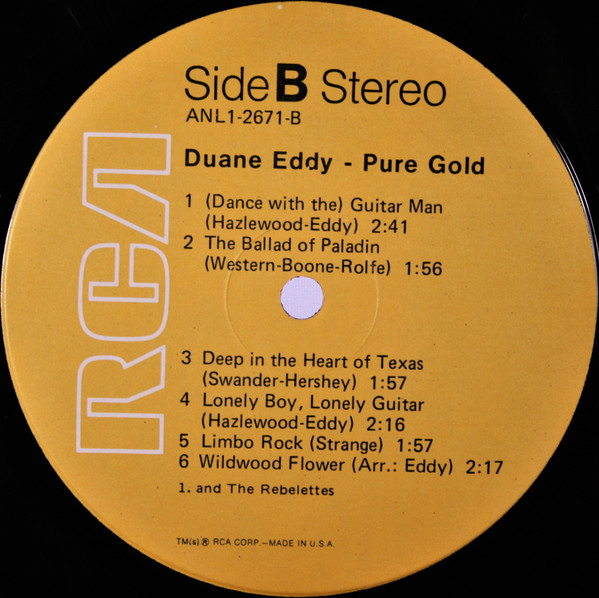 Side B Stereo
ANL1-2671-B
Duane Eddy - Pure Gold
1 (Dance with the) Guitar Man
(Hazlewood-Eddy) 2:41
2 The Ballad of Paladin
(Western-Boone-Rolfe) 1:56
3 Deep in the Heart of Texas
(Swander-Hershey) 1:57
4 Lonely Boy, Lonely Guitar
(Hazlewood-Eddy) 2:16
5 Limbo Rock (Strange) 1:57
6 Wildwood Flower (Arr.: Eddy) 2:17
1. and The Rebelettes
TM(s) ® RCA CORP.—MADE IN U.S.A.
RCA